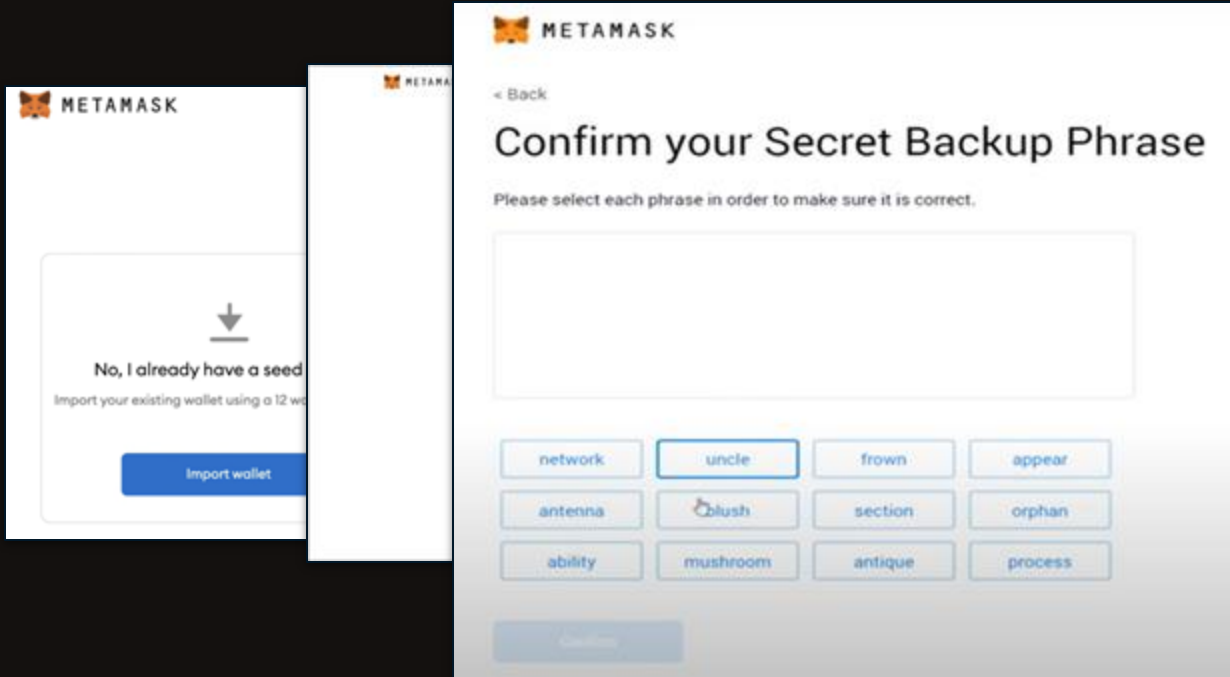 METAMASK
No, I already have a seed
Import your existing wallet using a 12 wo
Import wallet
METAMA
METAMASK
< Back
Confirm your Secret Backup Phrase
Please select each phrase in order to make sure it is correct.
network uncle frown appear
antenna blush section orphan
ability mushroom antique process